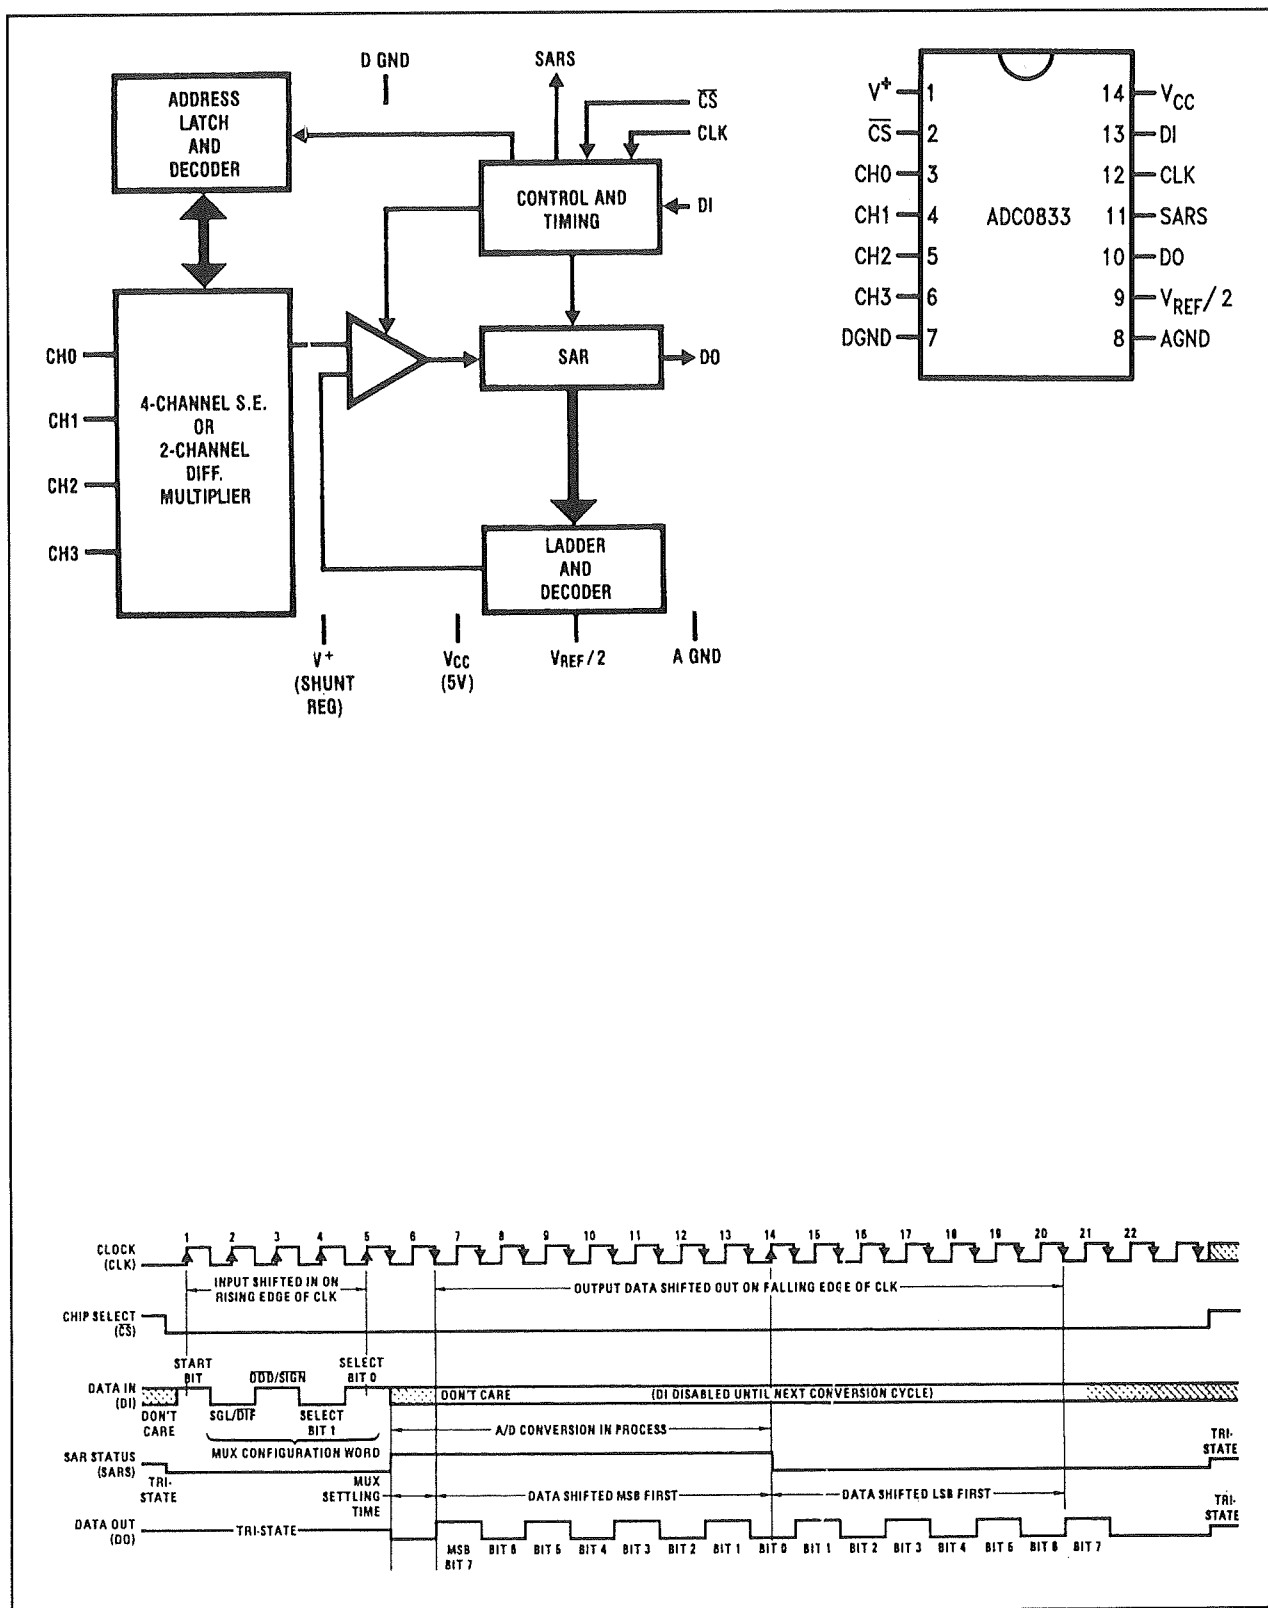 D GND
SARS
ADDRESS
LATCH
AND
DECODER
CS
CLK
CONTROL AND
TIMING
DI
CH0
CH1
CH2
CH3
4-CHANNEL S.E.
OR
2-CHANNEL
DIFF.
MULTIPLIER
SAR
DO
LADDER
AND
DECODER
V+
(SHUNT
REG)
VCC
(5V)
VREF/2
A GND
V+ 1 14 VCC
CS 2 13 DI
CH0 3 12 CLK
CH1 4 ADC0833 11 SARS
CH2 5 10 DO
CH3 6 9 VREF/2
DGND 7 8 AGND
1 2 3 4 5 6 7 8 9 10 11 12 13 14 15 16 17 18 19 20 21 22
CLOCK
(CLK)
INPUT SHIFTED IN ON
RISING EDGE OF CLK
OUTPUT DATA SHIFTED OUT ON FALLING EDGE OF CLK
CHIP SELECT
(CS)
START
BIT
ODD/SIGN
SELECT
BIT 0
DATA IN
(DI)
DON'T CARE
(DI DISABLED UNTIL NEXT CONVERSION CYCLE)
DON'T
CARE
SGL/DIF
SELECT
BIT 1
MUX CONFIGURATION WORD
A/D CONVERSION IN PROCESS
SAR STATUS
(SARS)
TRI-
STATE
TRI-
STATE
MUX
SETTLING
TIME
DATA SHIFTED MSB FIRST
DATA SHIFTED LSB FIRST
TRI-
STATE
DATA OUT
(DO)
TRI-STATE
MSB
BIT 7
BIT 6 BIT 5 BIT 4 BIT 3 BIT 2 BIT 1 BIT 0 BIT 1 BIT 2 BIT 3 BIT 4 BIT 5 BIT 6 BIT 7